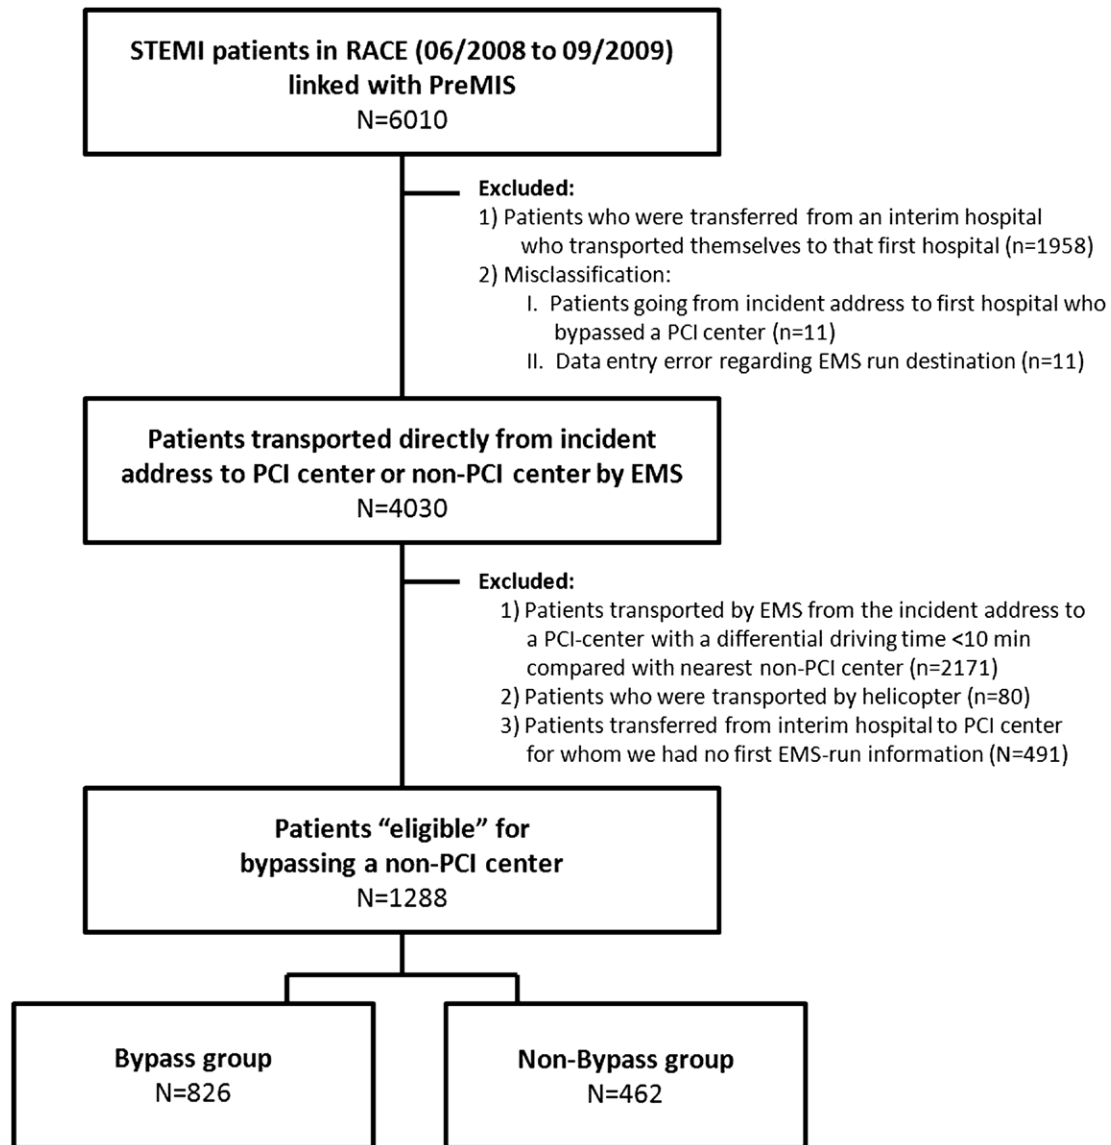 STEMI patients in RACE (06/2008 to 09/2009)
linked with PreMIS
N=6010
Excluded:
1) Patients who were transferred from an interim hospital
who transported themselves to that first hospital (n=1958)
2) Misclassification:
I. Patients going from incident address to first hospital who
bypassed a PCI center (n=11)
II. Data entry error regarding EMS run destination (n=11)
Patients transported directly from incident
address to PCI center or non-PCI center by EMS
N=4030
Excluded:
1) Patients transported by EMS from the incident address to
a PCI-center with a differential driving time <10 min
compared with nearest non-PCI center (n=2171)
2) Patients who were transported by helicopter (n=80)
3) Patients transferred from interim hospital to PCI center
for whom we had no first EMS-run information (N=491)
Patients “eligible” for
bypassing a non-PCI center
N=1288
Bypass group
N=826
Non-Bypass group
N=462